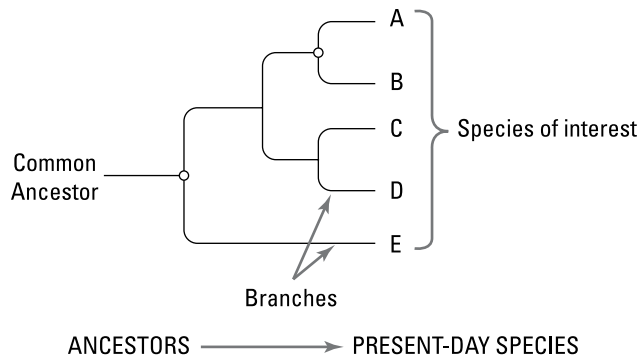 A
B
C
Species of interest
Common
Ancestor
D
E
Branches
ANCESTORS PRESENT-DAY SPECIES